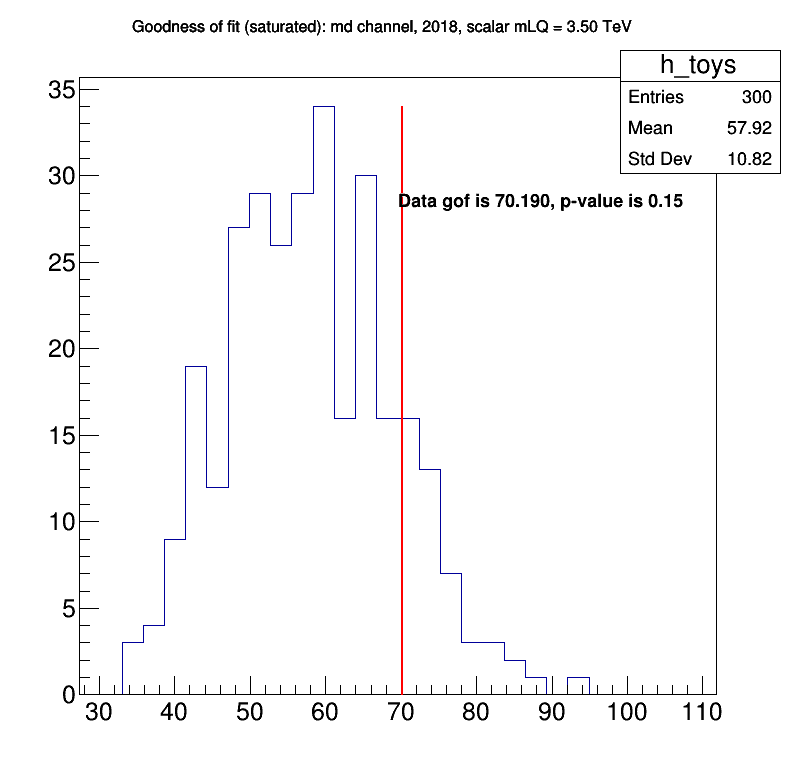 Goodness of fit (saturated): md channel, 2018, scalar mLQ = 3.50 TeV
h_toys
Entries 300
Mean 57.92
Std Dev 10.82
Data gof is 70.190, p-value is 0.15
35
30
25
20
15
10
5
0
30 40 50 60 70 80 90 100 110